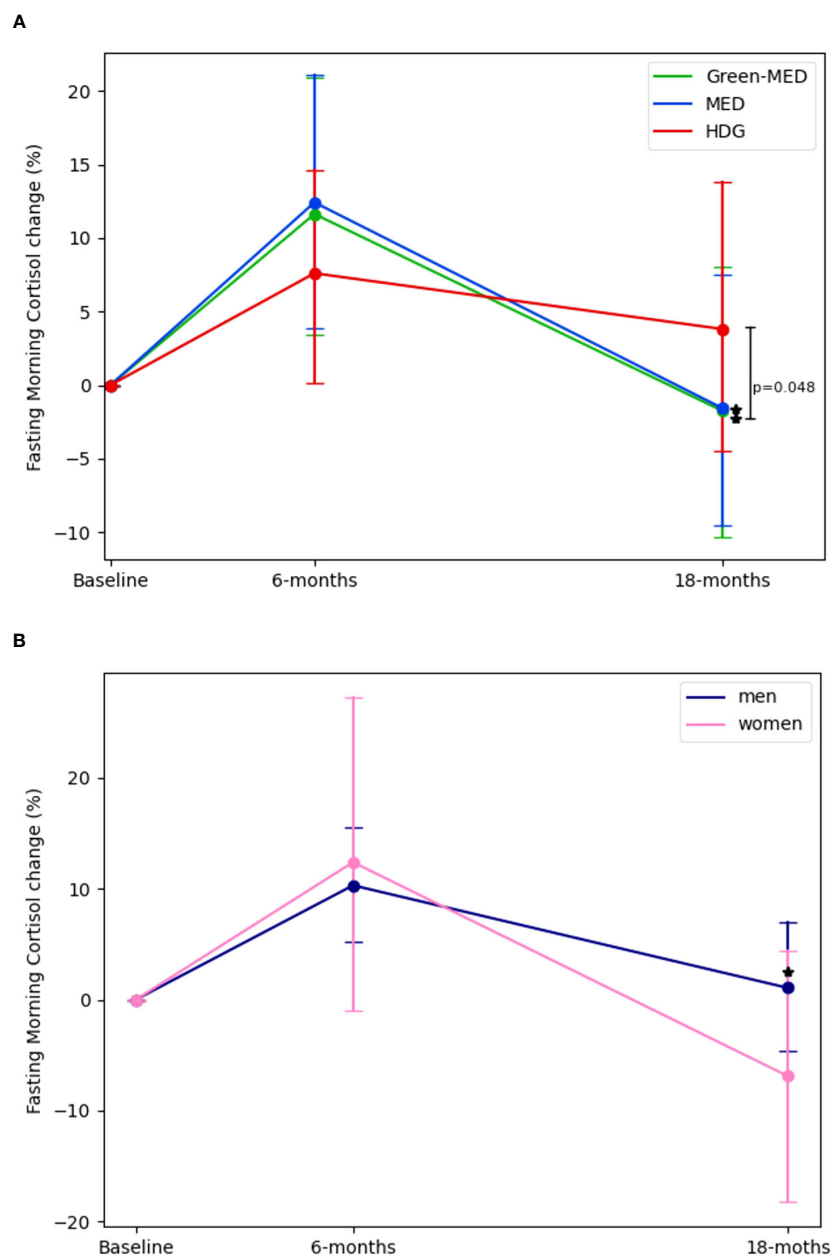 A
Fasting Morning Cortisol change (%)
20
15
10
5
0
−5
−10
Green-MED
MED
HDG
p=0.048
Baseline
6-months
18-months
B
Fasting Morning Cortisol change (%)
20
10
0
−10
−20
men
women
Baseline
6-months
18-moths